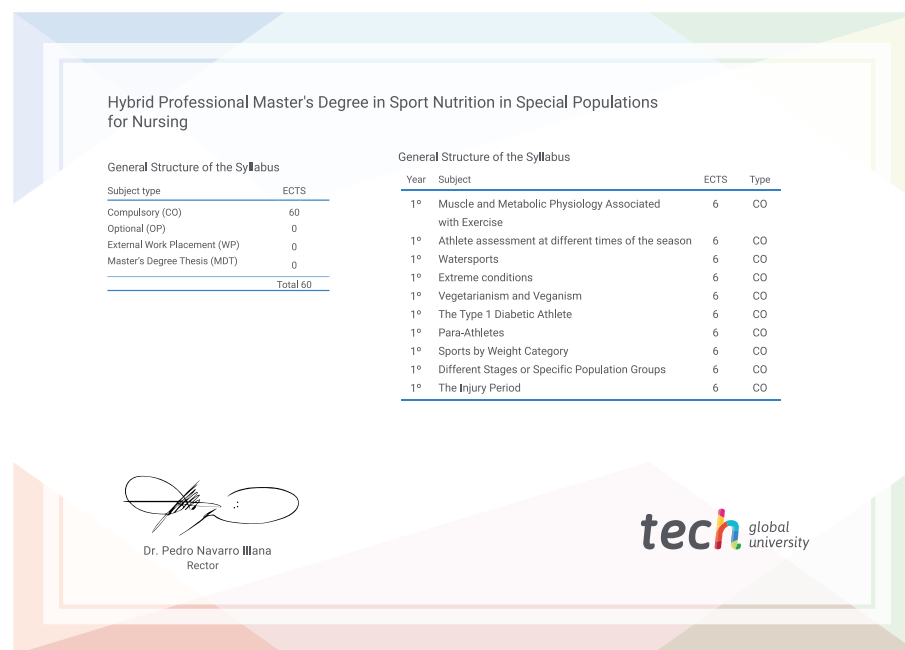 Hybrid Professional Master's Degree in Sport Nutrition in Special Populations
for Nursing
General Structure of the Syllabus
Subject type ECTS
Compulsory (CO) 60
Optional (OP) 0
External Work Placement (WP) 0
Master's Degree Thesis (MDT) 0
Total 60
General Structure of the Syllabus
Year Subject ECTS Type
1º Muscle and Metabolic Physiology Associated 6 CO
with Exercise
1º Athlete assessment at different times of the season 6 CO
1º Watersports 6 CO
1º Extreme conditions 6 CO
1º Vegetarianism and Veganism 6 CO
1º The Type 1 Diabetic Athlete 6 CO
1º Para-Athletes 6 CO
1º Sports by Weight Category 6 CO
1º Different Stages or Specific Population Groups 6 CO
1º The Injury Period 6 CO
Dr. Pedro Navarro Illana
Rector
tech global
university